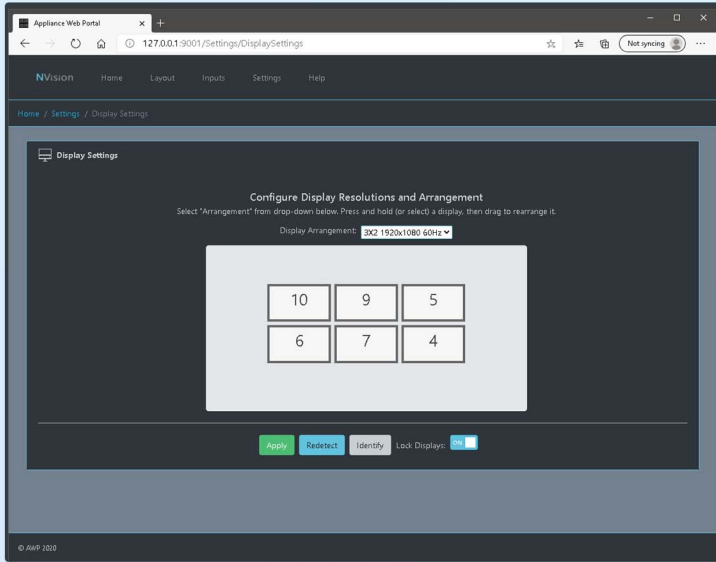 Appliance Web Portal
127.0.0.1:9001/Settings/DisplaySettings
Not syncing
NVision Home Layout Inputs Settings Help
Home / Settings / Display Settings
Display Settings
Configure Display Resolutions and Arrangement
Select "Arrangement" from drop-down below. Press and hold (or select) a display, then drag to rearrange it.
Display Arrangement: 3X2 1920x1080 60Hz
10 9 5
6 7 4
Apply Redetect Identify Lock Displays: ON
© AWP 2020